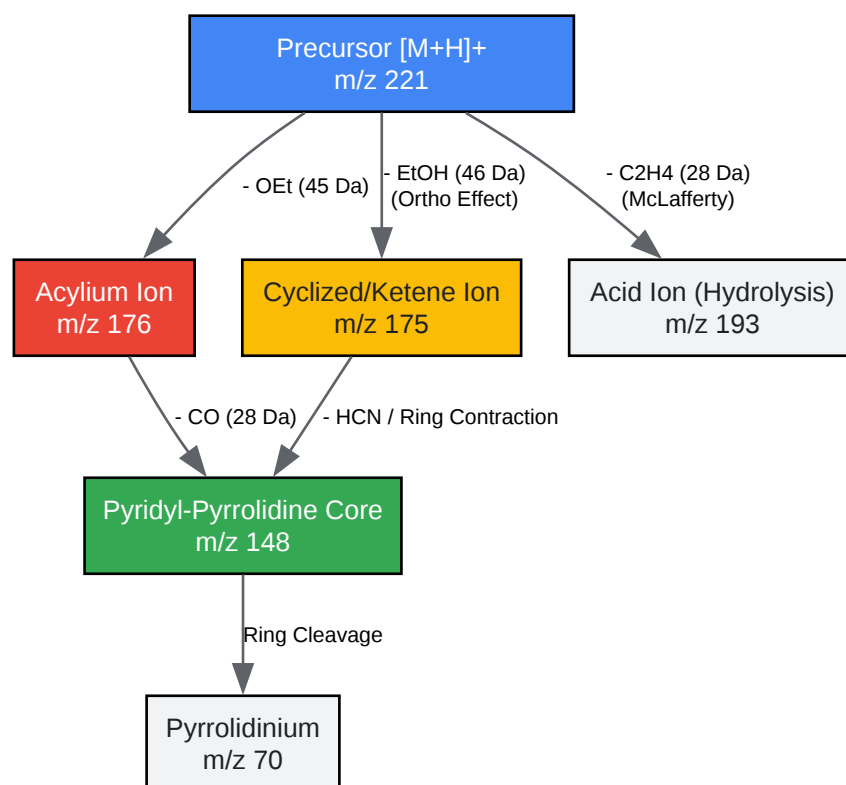 Precursor [M+H]+
m/z 221
- OEt (45 Da)
- EtOH (46 Da)
(Ortho Effect)
- C2H4 (28 Da)
(McLafferty)
Acylium Ion
m/z 176
Cyclized/Ketene Ion
m/z 175
Acid Ion (Hydrolysis)
m/z 193
- CO (28 Da)
- HCN / Ring Contraction
Pyridyl-Pyrrolidine Core
m/z 148
Ring Cleavage
Pyrrolidinium
m/z 70